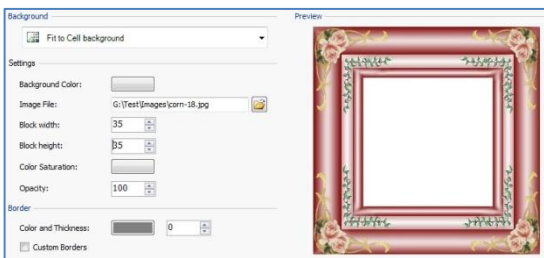 Background
Preview
Fit to Cell background
Settings
Background Color:
Image File: G:\Test\Images\corn-18.jpg
Block width: 35
Block height: 35
Color Saturation:
Opacity: 100
Border
Color and Thickness: 0
Custom Borders